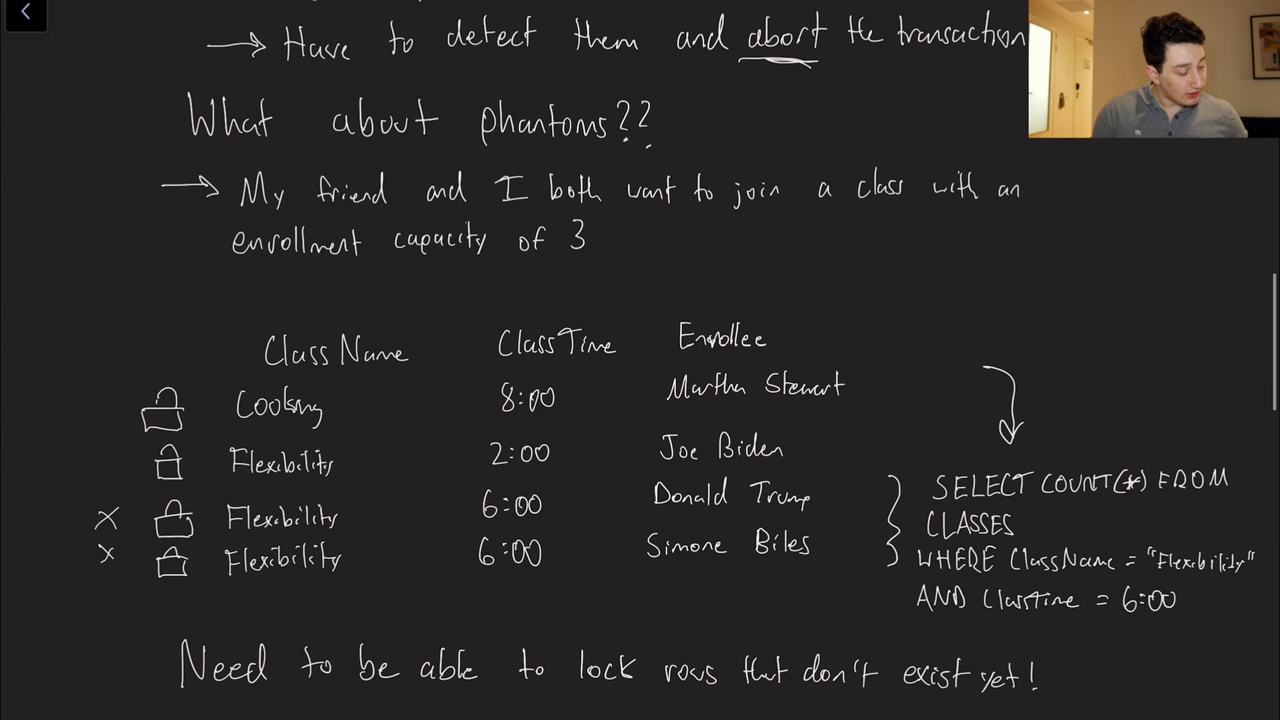 → Have to detect them and abort the transaction
What about phantoms??
→ My friend and I both want to join a class with an
enrollment capacity of 3
ClassName ClassTime Enrollee
Cooking 8:00 Martha Stewart
Flexibility 2:00 Joe Biden
x Flexibility 6:00 Donald Trump
x Flexibility 6:00 Simone Biles
SELECT COUNT(*) FROM
CLASSES
WHERE ClassName = "Flexibility"
AND ClassTime = 6:00
Need to be able to lock rows that don't exist yet!